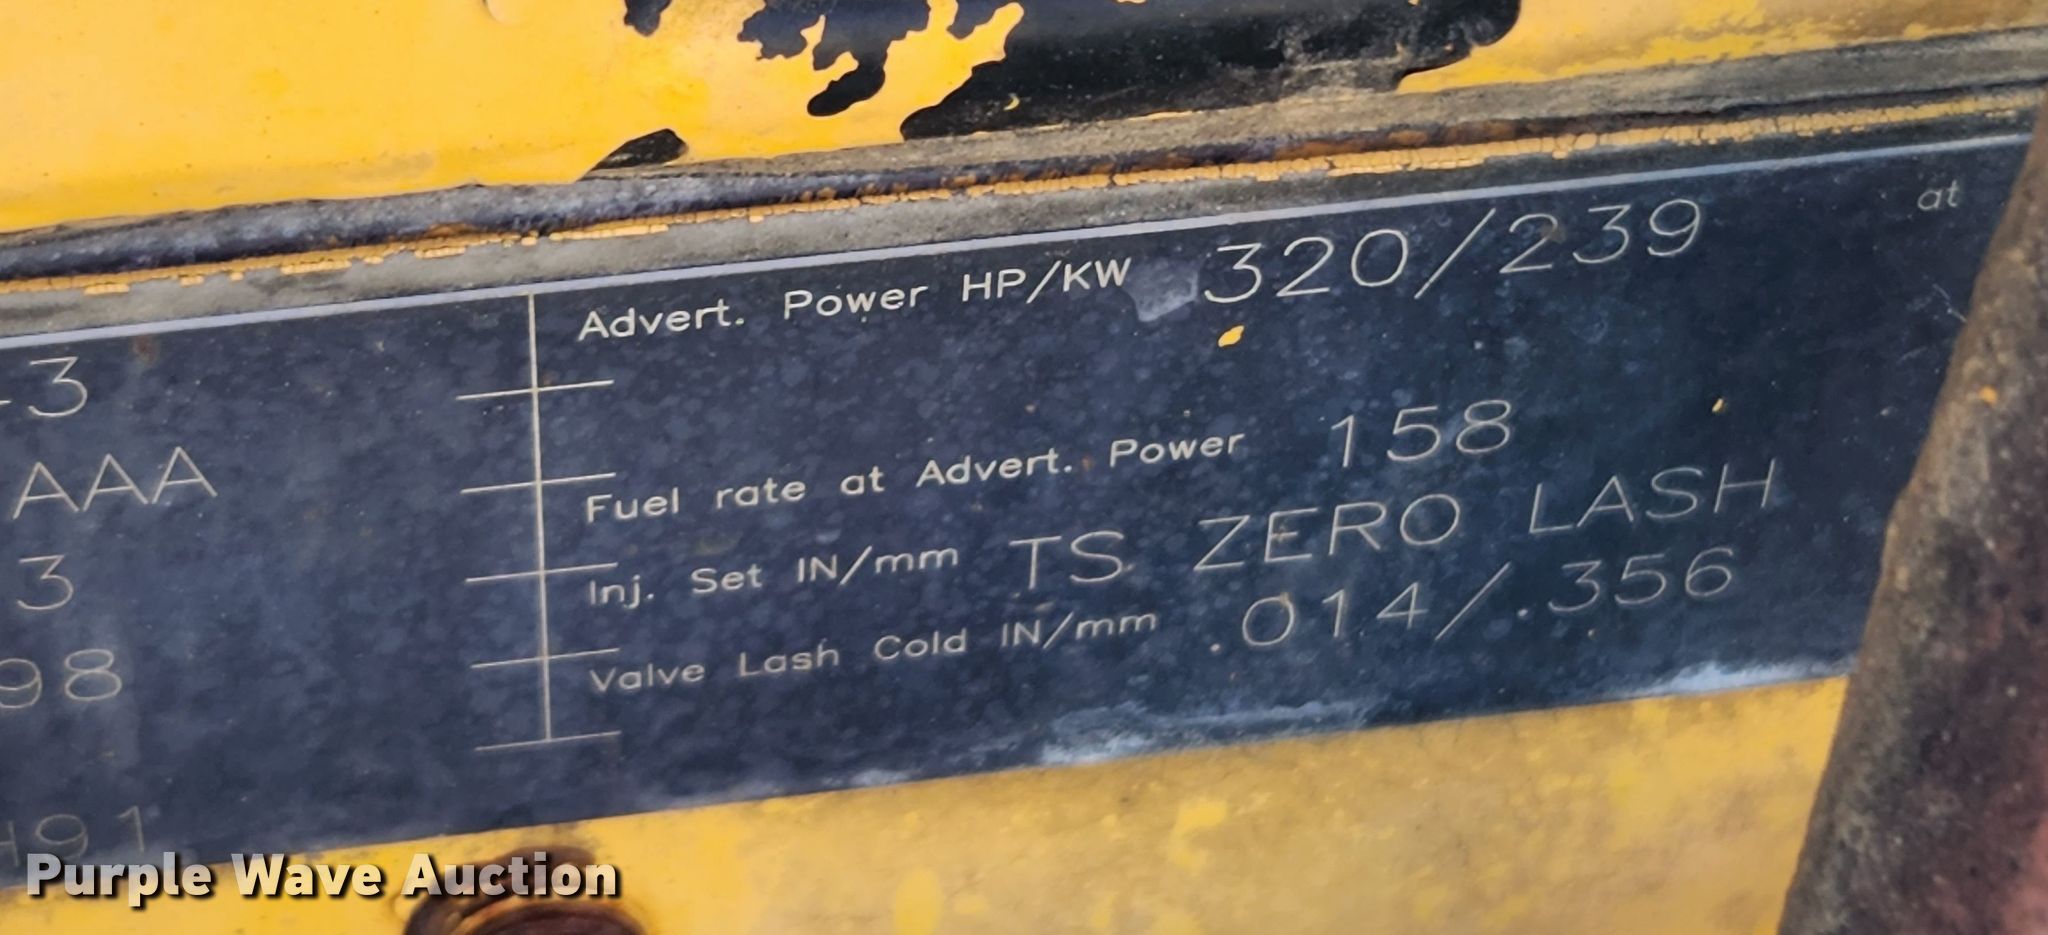 Advert. Power HP/KW 320/239 at
3
AAA
Fuel rate at Advert. Power 158
3
Inj. Set IN/mm TS ZERO LASH
98
Valve Lash Cold IN/mm .014/.356
91
Purple Wave Auction